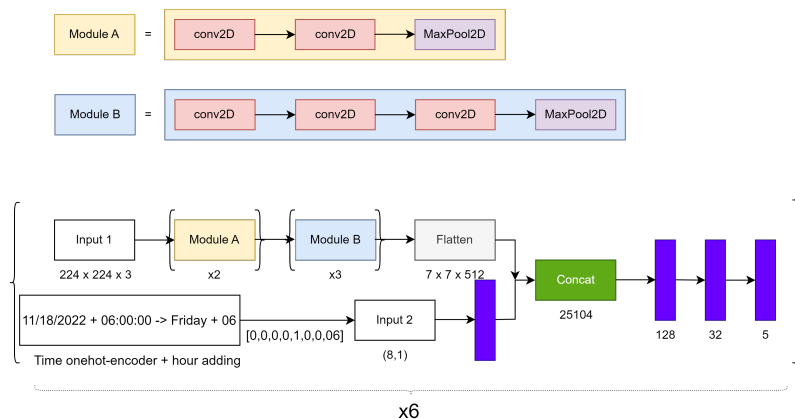 Module A = conv2D conv2D MaxPool2D
Module B = conv2D conv2D conv2D MaxPool2D
Input 1 Module A Module B Flatten
224 x 224 x 3 x2 x3 7 x 7 x 512
Concat
25104
11/18/2022 + 06:00:00 -> Friday + 06
[0,0,0,0,1,0,0,06]
Input 2
(8,1)
128 32 5
Time onehot-encoder + hour adding
x6